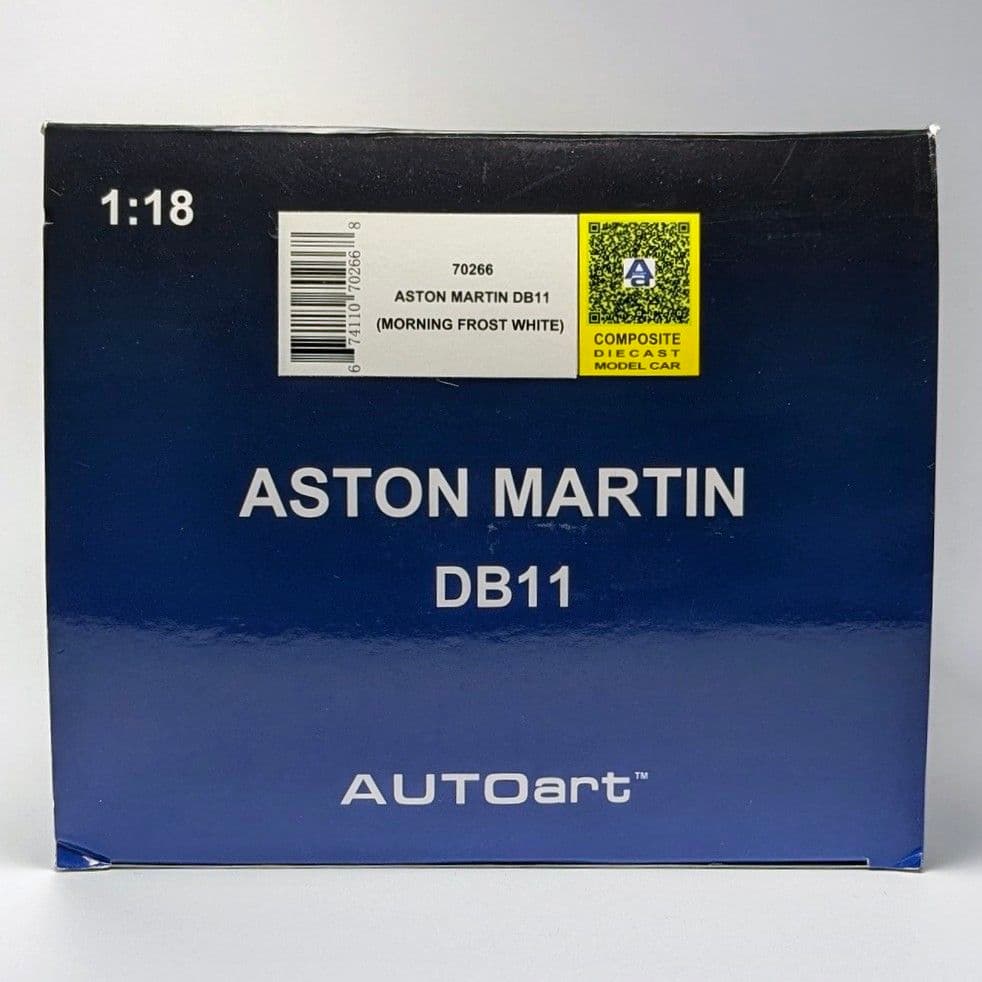 1:18
6 74110 70266 8
70266
ASTON MARTIN DB11
(MORNING FROST WHITE)
Aa
COMPOSITE
DIECAST
MODEL CAR
ASTON MARTIN
DB11
AUTOart™